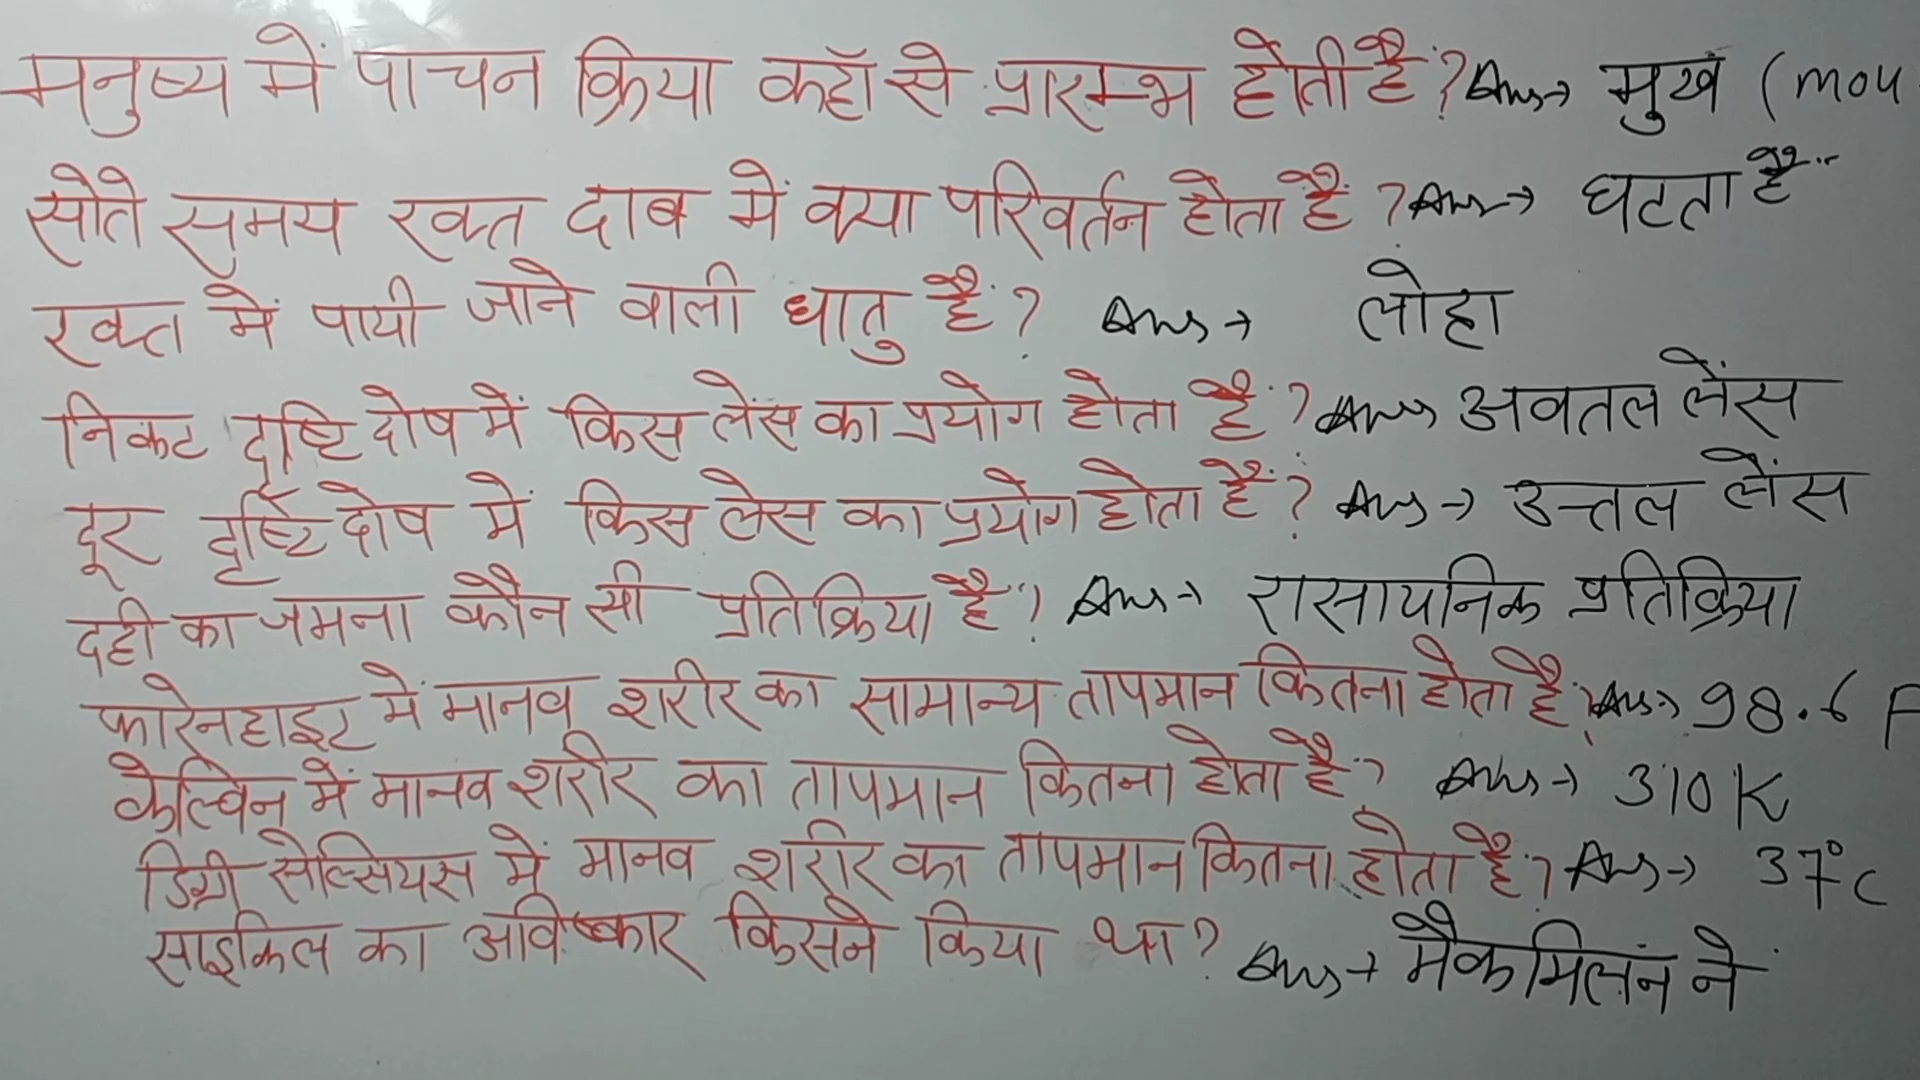 मनुष्य में पाचन क्रिया कहाँ से प्रारम्भ होती है? Ans→ मुख (mou
सोते समय रक्त दाब में क्या परिवर्तन होता है? Ans→ घटता है
रक्त में पायी जाने वाली धातु है? Ans→ लोहा
निकट दृष्टि दोष में किस लेंस का प्रयोग होता है? Ans→ अवतल लेंस
दूर दृष्टि दोष में किस लेंस का प्रयोग होता है? Ans→ उत्तल लेंस
दही का जमना कौन सी प्रतिक्रिया है? Ans→ रासायनिक प्रतिक्रिया
फारेनहाइट में मानव शरीर का सामान्य तापमान कितना होता है? Ans→ 98.6 F
केल्विन में मानव शरीर का तापमान कितना होता है? Ans→ 310 K
डिग्री सेल्सियस में मानव शरीर का तापमान कितना होता है? Ans→ 37°C
साइकिल का आविष्कार किसने किया था? Ans→ मैकमिलन ने